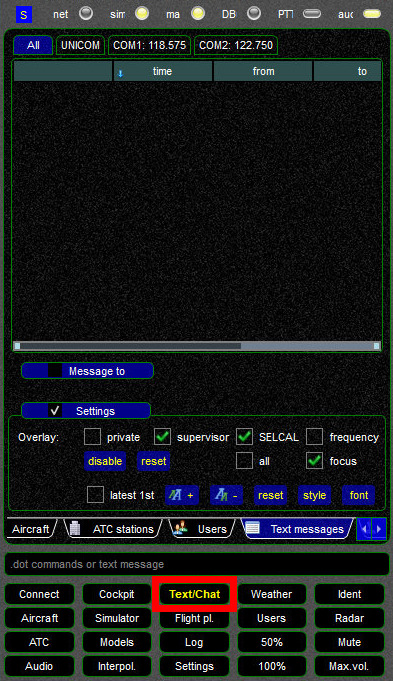 S net sim ma DB PTT auc
All UNICOM COM1: 118.575 COM2: 122.750
time from to
Message to
Settings
Overlay: private supervisor SELCAL frequency
disable reset all focus
latest 1st + - reset style font
Aircraft ATC stations Users Text messages
.dot commands or text message
Connect Cockpit Text/Chat Weather Ident
Aircraft Simulator Flight pl. Users Radar
ATC Models Log 50% Mute
Audio Interpol. Settings 100% Max.vol.